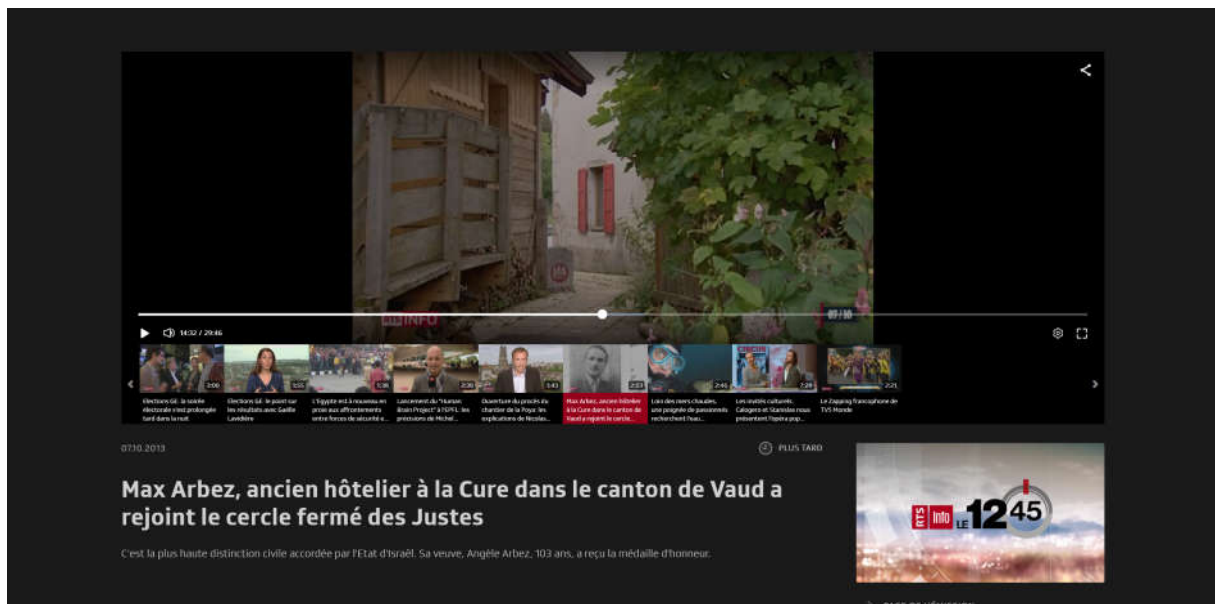 RTS INFO
07/10
14:32 / 29:46
3:00
1:55
1:38
2:30
1:43
2:03
2:46
7:20
2:21
Elections GE: la soirée
électorale s'est prolongée
tard dans la nuit
Elections GE: le point sur
les résultats avec Gaëlle
Lavidière
L'Egypte est à nouveau en
proie aux affrontements
entre forces de sécurité e...
Lancement du "Human
Brain Project" à l'EPFL: les
précisions de Michel...
Ouverture du procès du
chantier de la Poya: les
explications de Nicolas...
Max Arbez, ancien hôtelier
à la Cure dans le canton de
Vaud a rejoint le cercle...
Loin des mers chaudes,
une poignée de passionnés
recherchent l'eau...
Les invités culturels:
Calogero et Stanislas nous
présentent l'opéra pop...
Le Zapping francophone de
TV5 Monde
07.10.2013
PLUS TARD
Max Arbez, ancien hôtelier à la Cure dans le canton de Vaud a
rejoint le cercle fermé des Justes
C'est la plus haute distinction civile accordée par l'Etat d'Israël. Sa veuve, Angèle Arbez, 103 ans, a reçu la médaille d'honneur.
RTS Info LE 12 45